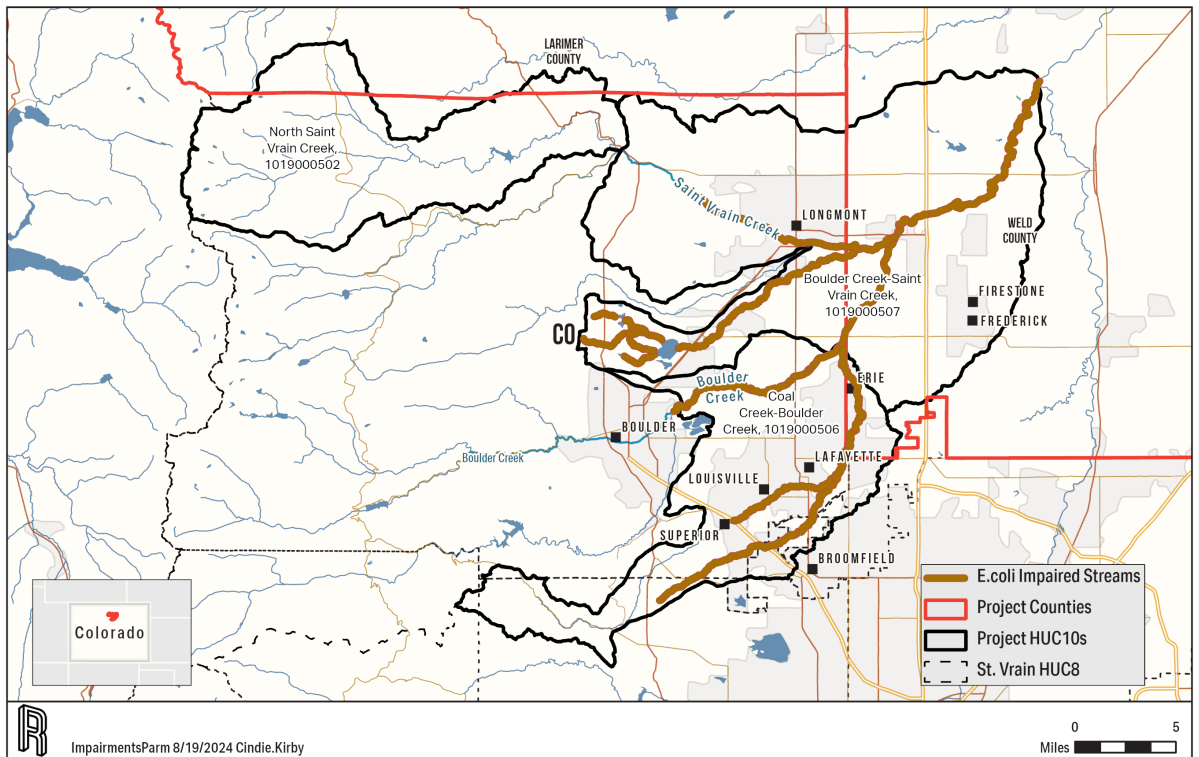 LARIMER
COUNTY
North Saint
Vrain Creek,
1019000502
Saint Vrain Creek
LONGMONT
WELD
COUNTY
Boulder Creek-Saint
Vrain Creek,
1019000507
FIRESTONE
FREDERICK
CO
Boulder
Creek
ERIE
Coal
Creek-Boulder
Creek, 1019000506
BOULDER
Boulder Creek
LAFAYETTE
LOUISVILLE
SUPERIOR
BROOMFIELD
Colorado
E.coli Impaired Streams
Project Counties
Project HUC10s
St. Vrain HUC8
R
ImpairmentsParm 8/19/2024 Cindie.Kirby
0 5
Miles